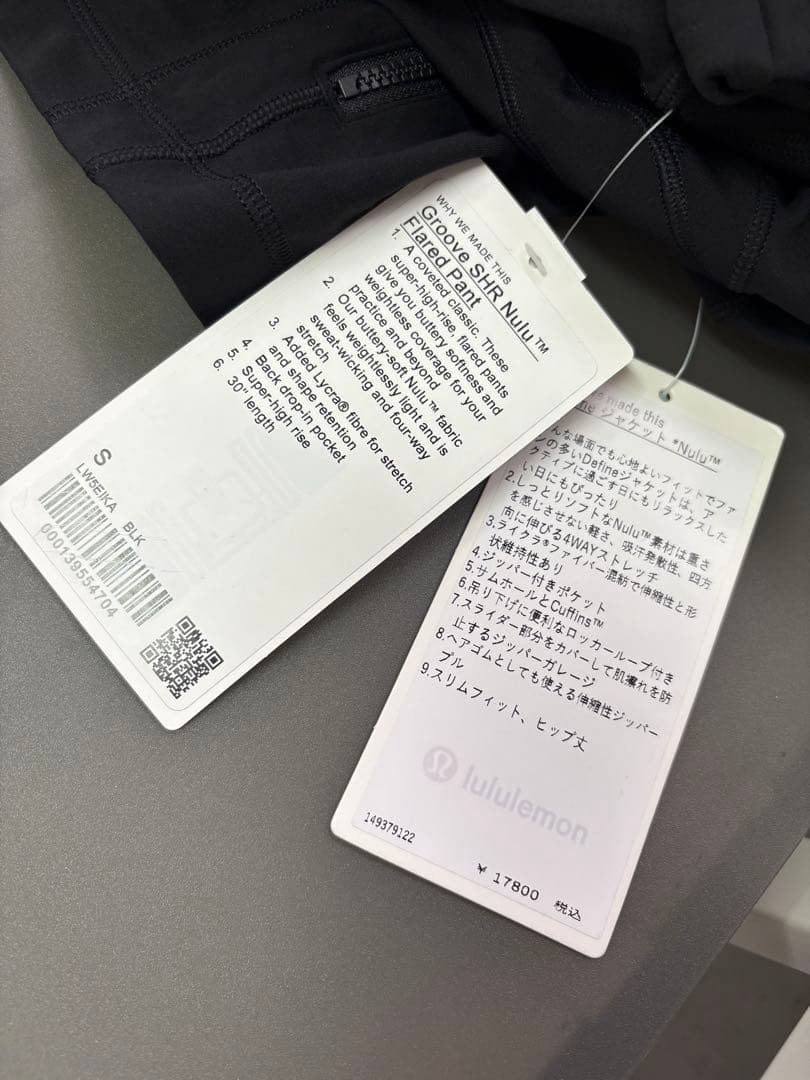 WHY WE MADE THIS
Groove SHR Nulu™
Flared Pant
1. A coveted classic. These
super-high-rise, flared pants
give you buttery softness and
weightless coverage for your
practice and beyond
2. Our buttery-soft Nulu™ fabric
feels weightlessly light and is
sweat-wicking and four-way
stretch
3. Added Lycra® fibre for stretch
and shape retention
4. Back drop-in pocket
5. Super-high rise
6. 30" length
S
LW5EIKA BLK
000139554704
made this
ジャケット *Nulu™
んな場面でも心地よいフィットでファ
ンの多いDefineジャケットは、ア
クティブに過ごす日にもリラックスした
い日にもぴったり
2.しっとりソフトなNulu™素材は重さ
を感じさせない軽さ、吸汗発散性、四方
向に伸びる4WAYストレッチ
3.ライクラ®ファイバー混紡で伸縮性と形
状維持性あり
4.ジッパー付きポケット
5.サムホールとCuffins™
6.吊り下げに便利なロッカーループ付き
7.スライダー部分をカバーして肌擦れを防
止するジッパーガレージ
8.ヘアゴムとしても使える伸縮性ジッパー
プル
9.スリムフィット、ヒップ丈
lululemon
149379122
¥ 17800 税込